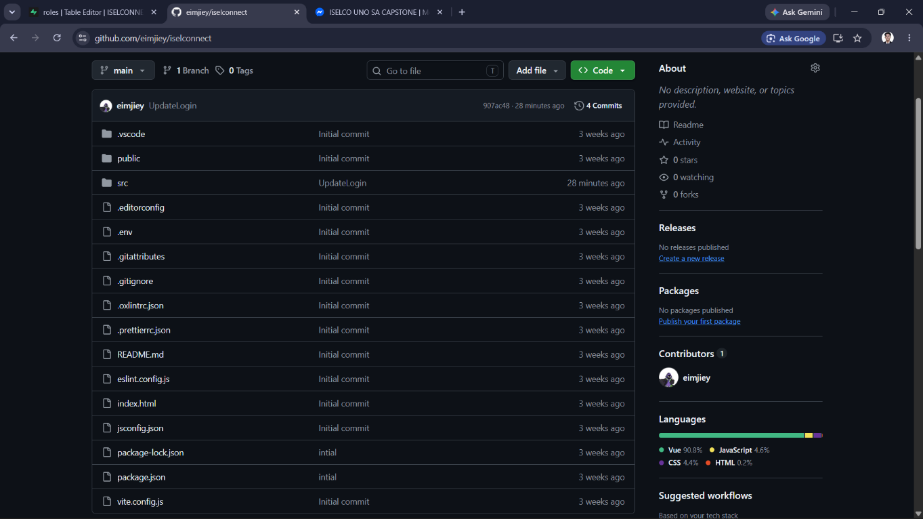 roles | Table Editor | ISELCONNE
eimjiey/iselconnect
ISELCO UNO SA CAPSTONE | M
Ask Gemini
github.com/eimjiey/iselconnect
Ask Google
main
1 Branch
0 Tags
Go to file
T
Add file
Code
eimjiey UpdateLogin
907ac48 · 28 minutes ago
4 Commits
.vscode Initial commit 3 weeks ago
public Initial commit 3 weeks ago
src UpdateLogin 28 minutes ago
.editorconfig Initial commit 3 weeks ago
.env Initial commit 3 weeks ago
.gitattributes Initial commit 3 weeks ago
.gitignore Initial commit 3 weeks ago
.oxlintrc.json Initial commit 3 weeks ago
.prettierrc.json Initial commit 3 weeks ago
README.md Initial commit 3 weeks ago
eslint.config.js Initial commit 3 weeks ago
index.html Initial commit 3 weeks ago
jsconfig.json Initial commit 3 weeks ago
package-lock.json intial 3 weeks ago
package.json intial 3 weeks ago
vite.config.js Initial commit 3 weeks ago
About
No description, website, or topics
provided.
Readme
Activity
0 stars
0 watching
0 forks
Releases
No releases published
Create a new release
Packages
No packages published
Publish your first package
Contributors 1
eimjiey
Languages
Vue 90.8% JavaScript 4.6%
CSS 4.4% HTML 0.2%
Suggested workflows
Based on your tech stack